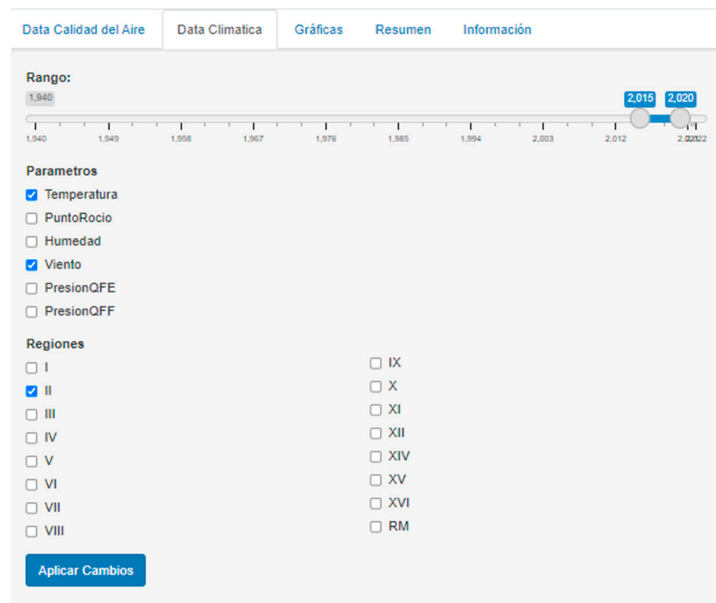 Data Calidad del Aire Data Climatica Gráficas Resumen Información
Rango:
1,940 2,015 2,020
1,940 1,949 1,958 1,967 1,976 1,985 1,994 2,003 2,012
Parametros
Temperatura
PuntoRocio
Humedad
Viento
PresionQFE
PresionQFF
Regiones
I
II
III
IV
V
VI
VII
VIII
IX
X
XI
XII
XIV
XV
XVI
RM
Aplicar Cambios